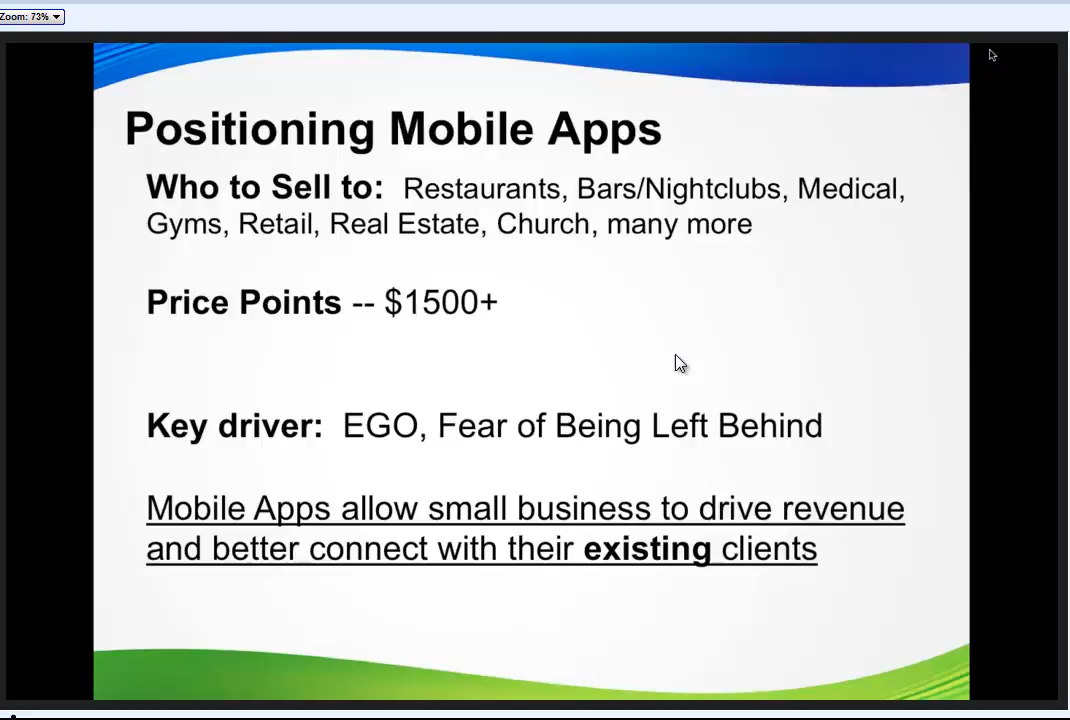 Zoom: 73%
Positioning Mobile Apps
Who to Sell to: Restaurants, Bars/Nightclubs, Medical,
Gyms, Retail, Real Estate, Church, many more
Price Points -- $1500+
Key driver: EGO, Fear of Being Left Behind
Mobile Apps allow small business to drive revenue
and better connect with their existing clients